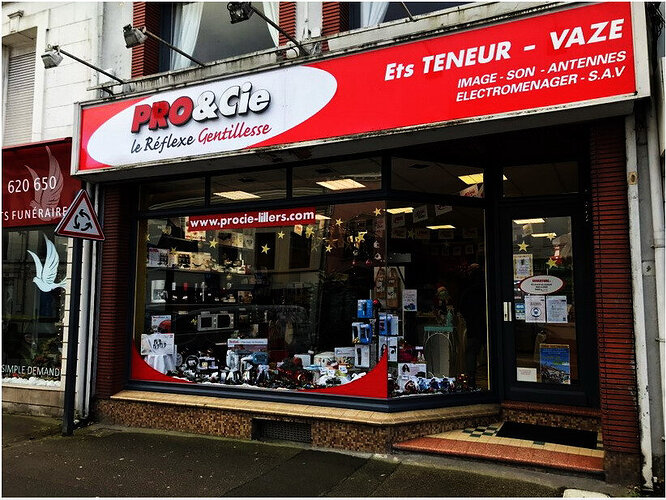 PRO&Cie
le Réflexe Gentillesse
Ets TENEUR - VAZE
IMAGE - SON - ANTENNES
ELECTROMENAGER - S.A.V
620 650
TS FUNÉRAIRE
www.procie-lillers.com
SIMPLE DEMAND